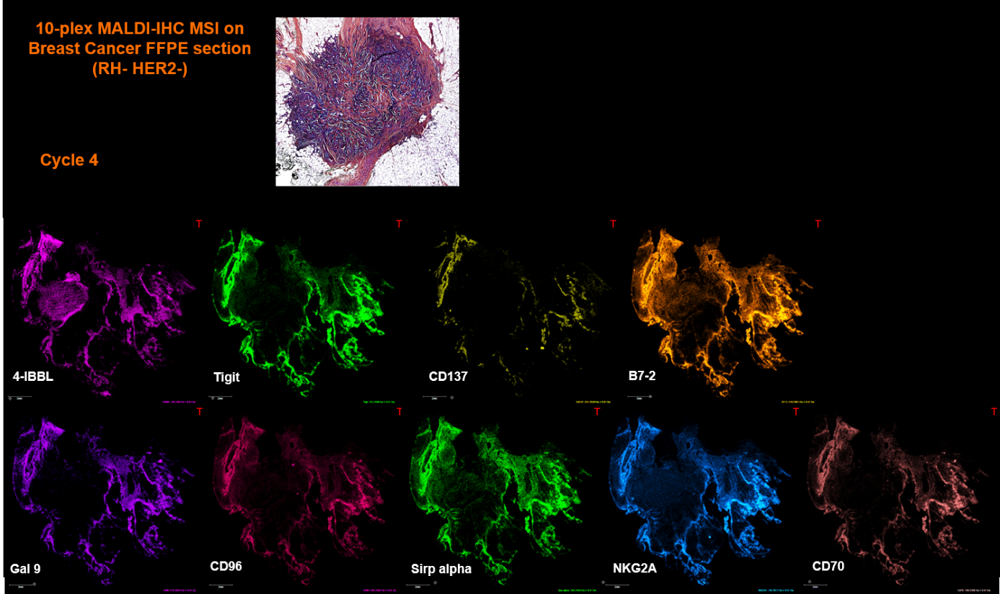 10-plex MALDI-IHC MSI on
Breast Cancer FFPE section
(RH- HER2-)
Cycle 4
T
T
T
T
4-IBBL
Tigit
CD137
B7-2
T
T
T
T
T
Gal 9
CD96
Sirp alpha
NKG2A
CD70